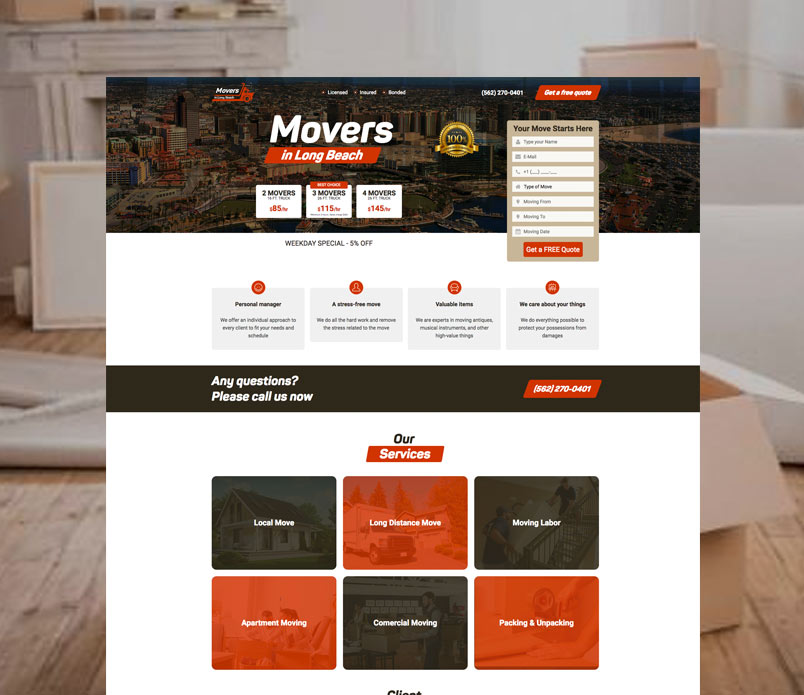 Movers
in Long Beach
Licensed
Insured
Bonded
(562) 270-0401
Get a free quote
Movers
in Long Beach
100%
2 MOVERS
16 FT. TRUCK
$85/hr
BEST CHOICE
3 MOVERS
26 FT. TRUCK
$115/hr
4 MOVERS
26 FT. TRUCK
$145/hr
WEEKDAY SPECIAL - 5% OFF
Your Move Starts Here
Type your Name
E-Mail
+1 (___) ___-___
Type of Move
Moving From
Moving To
Moving Date
Get a FREE Quote
Personal manager
We offer an individual approach to
every client to fit your needs and
schedule
A stress-free move
We do all the hard work and remove
the stress related to the move
Valuable items
We are experts in moving antiques,
musical instruments, and other
high-value things
We care about your things
We do everything possible to
protect your possessions from
damages
Any questions?
Please call us now
(562) 270-0401
Our
Services
Local Move
Long Distance Move
Moving Labor
Apartment Moving
Comercial Moving
Packing & Unpacking
Client